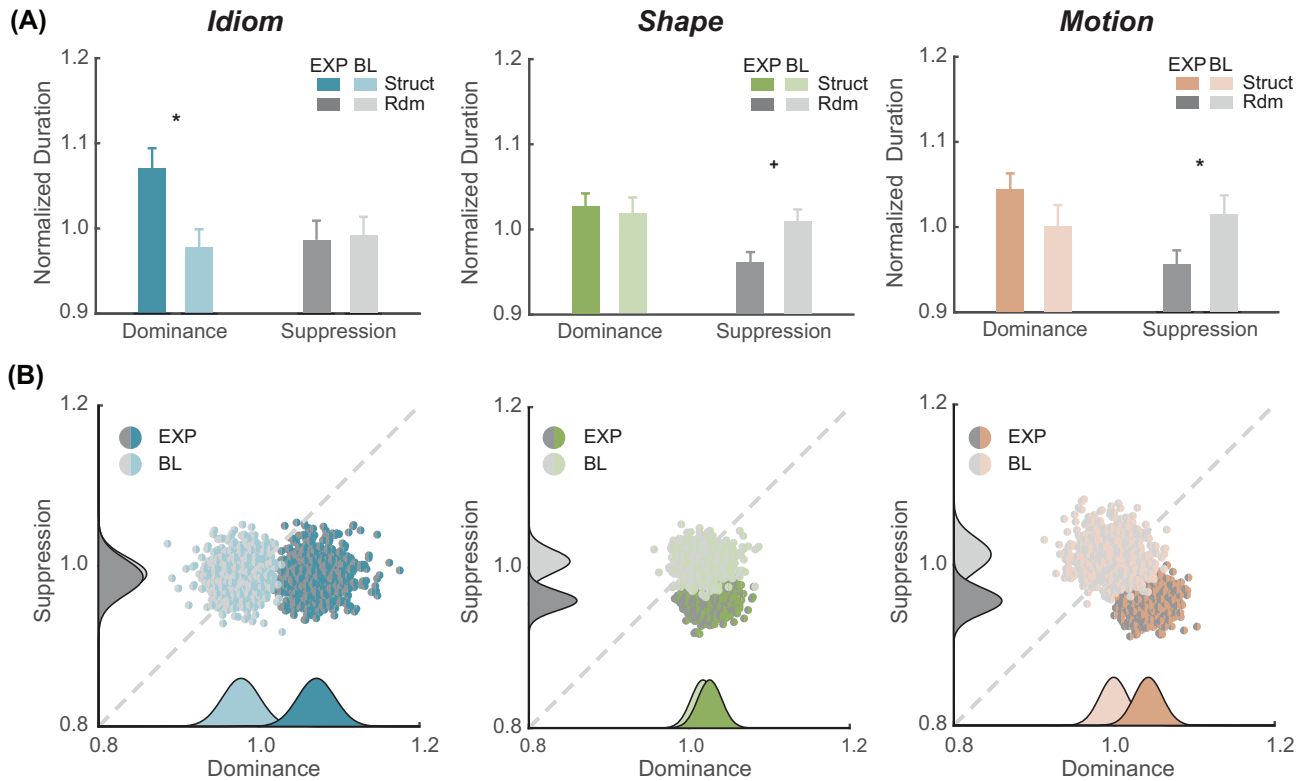 (A)
Idiom
Shape
Motion
1.2
1.1
1.0
0.9
Normalized Duration
EXP BL
Struct
Rdm
*
Dominance
Suppression
1.2
1.1
1.0
0.9
Normalized Duration
EXP BL
Struct
Rdm
+
Dominance
Suppression
1.2
1.1
1.0
0.9
Normalized Duration
EXP BL
Struct
Rdm
*
Dominance
Suppression
(B)
1.2
1.0
0.8
Suppression
EXP
BL
0.8
1.0
1.2
Dominance
1.2
1.0
0.8
Suppression
EXP
BL
0.8
1.0
1.2
Dominance
1.2
1.0
0.8
Suppression
EXP
BL
0.8
1.0
1.2
Dominance